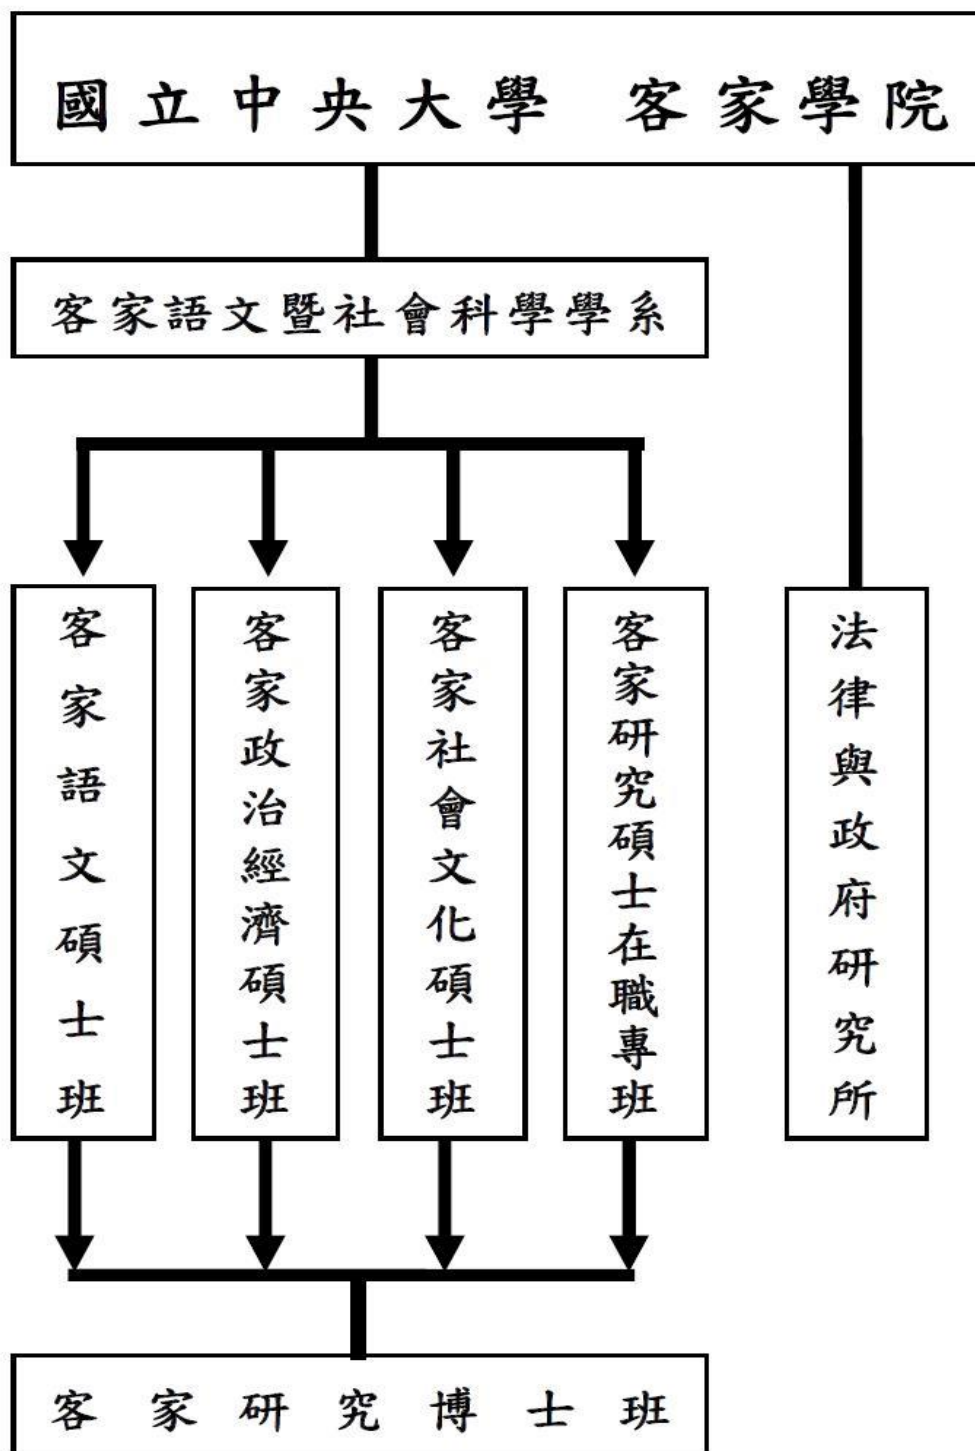 國立中央大學 客家學院
客家語文暨社會科學學系
客家語文碩士班
客家政治經濟碩士班
客家社會文化碩士班
客家研究碩士在職專班
法律與政府研究所
客家研究博士班